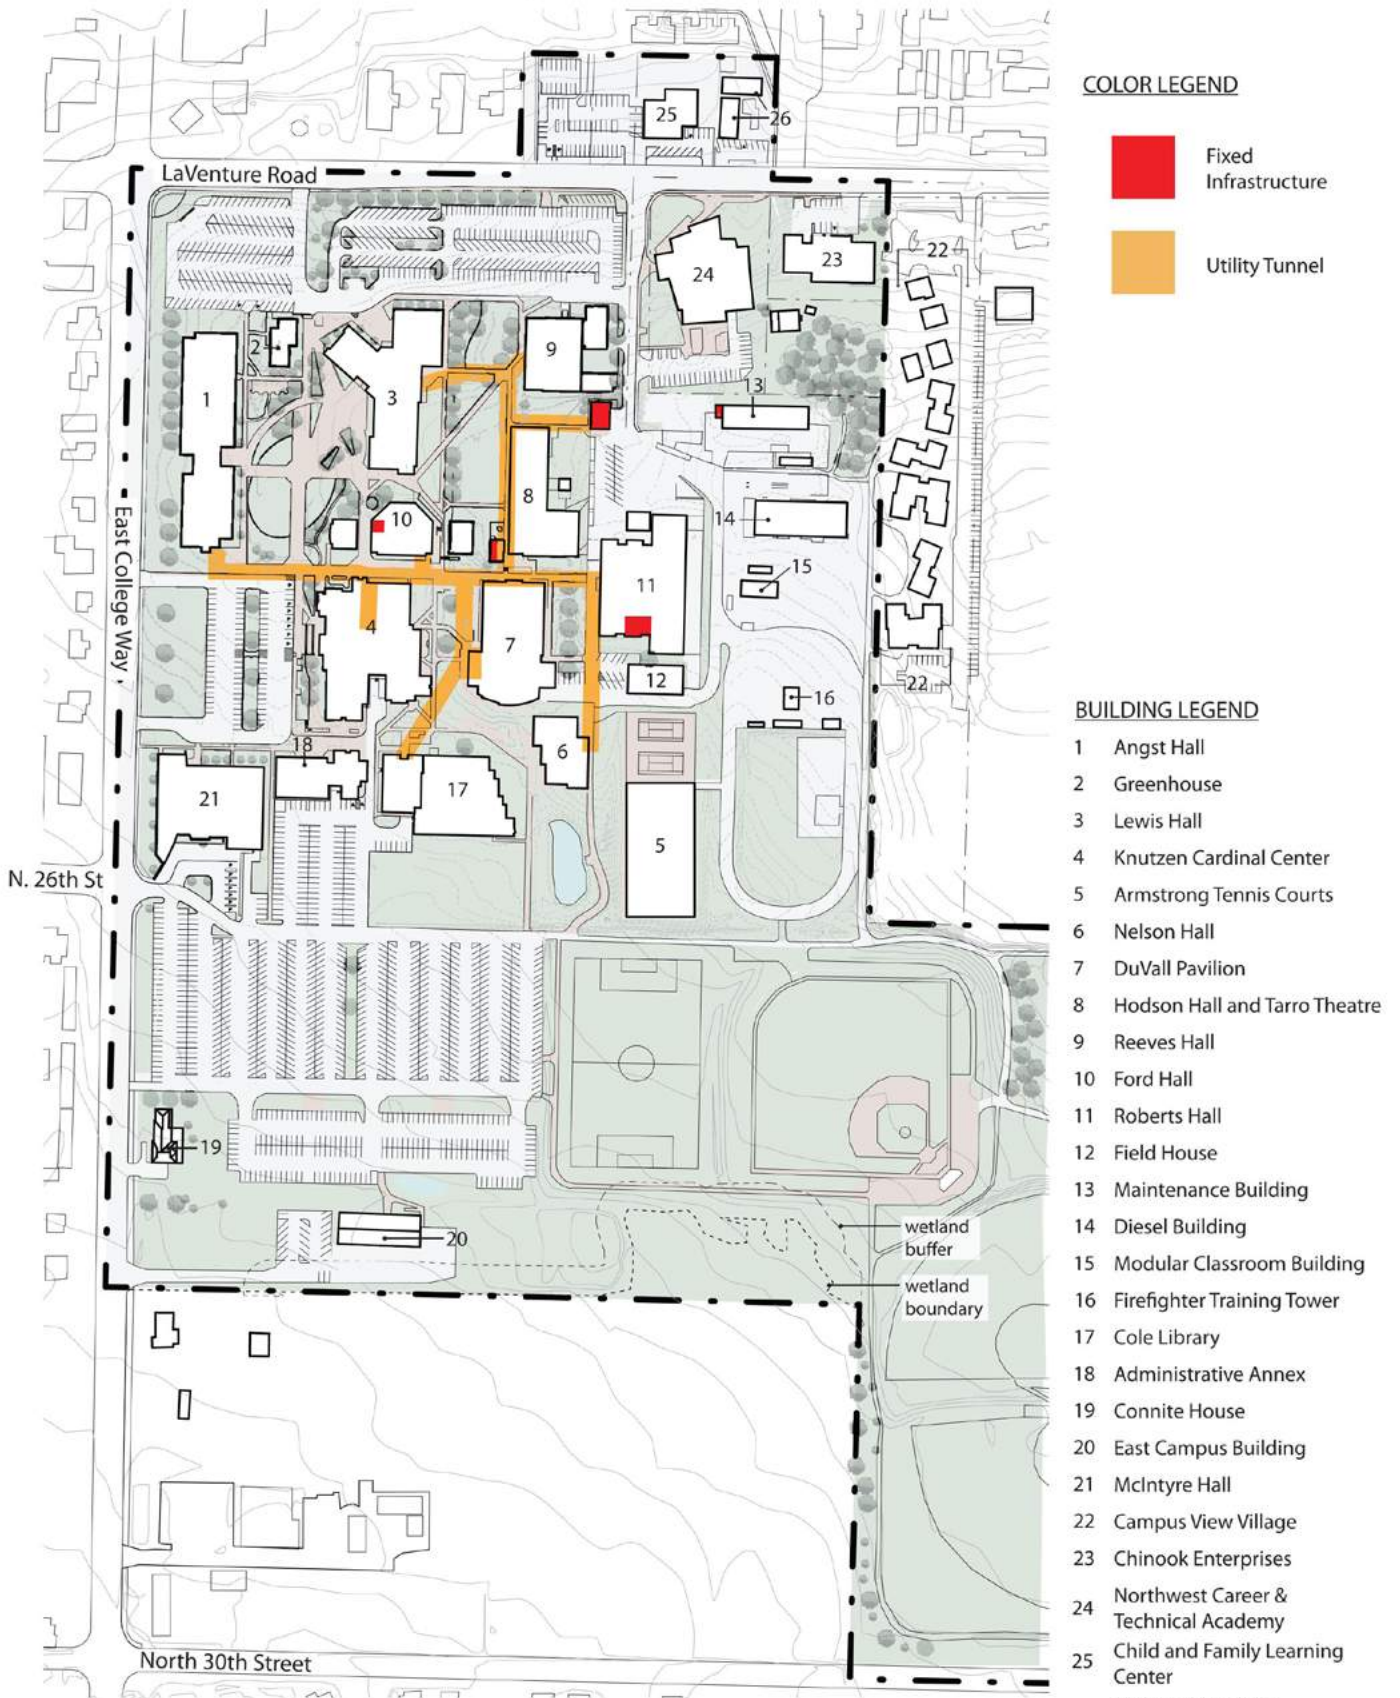 COLOR LEGEND
Fixed
Infrastructure
Utility Tunnel
25
26
LaVenture Road
24
23
22
2
9
1
3
13
8
10
14
East College Way
11
15
4
7
12
22
16
6
18
17
21
5
N. 26th St
19
20
wetland
buffer
wetland
boundary
North 30th Street
BUILDING LEGEND
1 Angst Hall
2 Greenhouse
3 Lewis Hall
4 Knutzen Cardinal Center
5 Armstrong Tennis Courts
6 Nelson Hall
7 DuVall Pavilion
8 Hodson Hall and Tarro Theatre
9 Reeves Hall
10 Ford Hall
11 Roberts Hall
12 Field House
13 Maintenance Building
14 Diesel Building
15 Modular Classroom Building
16 Firefighter Training Tower
17 Cole Library
18 Administrative Annex
19 Connite House
20 East Campus Building
21 McIntyre Hall
22 Campus View Village
23 Chinook Enterprises
24 Northwest Career &
Technical Academy
25 Child and Family Learning
Center